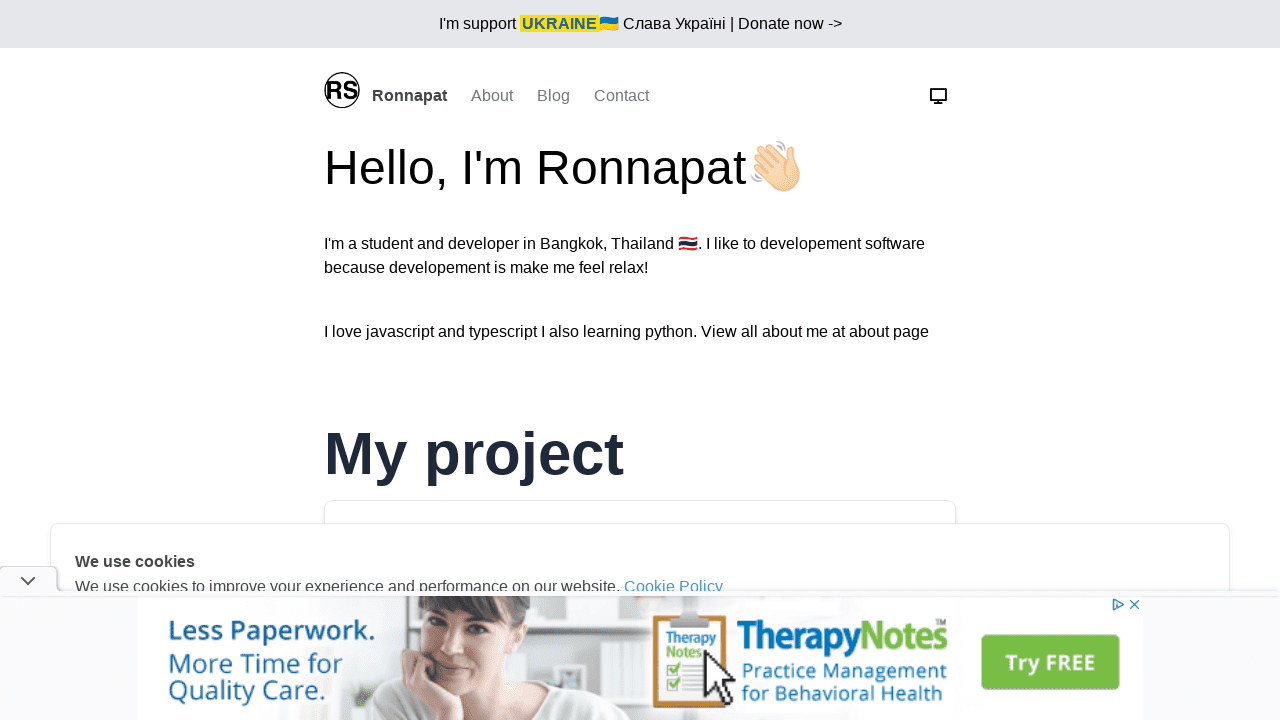 I'm support UKRAINE🇺🇦 Слава Україні | Donate now ->
RS Ronnapat About Blog Contact
Hello, I'm Ronnapat👋🏻
I'm a student and developer in Bangkok, Thailand 🇹🇭. I like to developement software
because developement is make me feel relax!
I love javascript and typescript I also learning python. View all about me at about page
My project
We use cookies
We use cookies to improve your experience and performance on our website. Cookie Policy
Less Paperwork.
More Time for
Quality Care.
Therapy
Notes
TherapyNotes™
Practice Management
for Behavioral Health
Try FREE